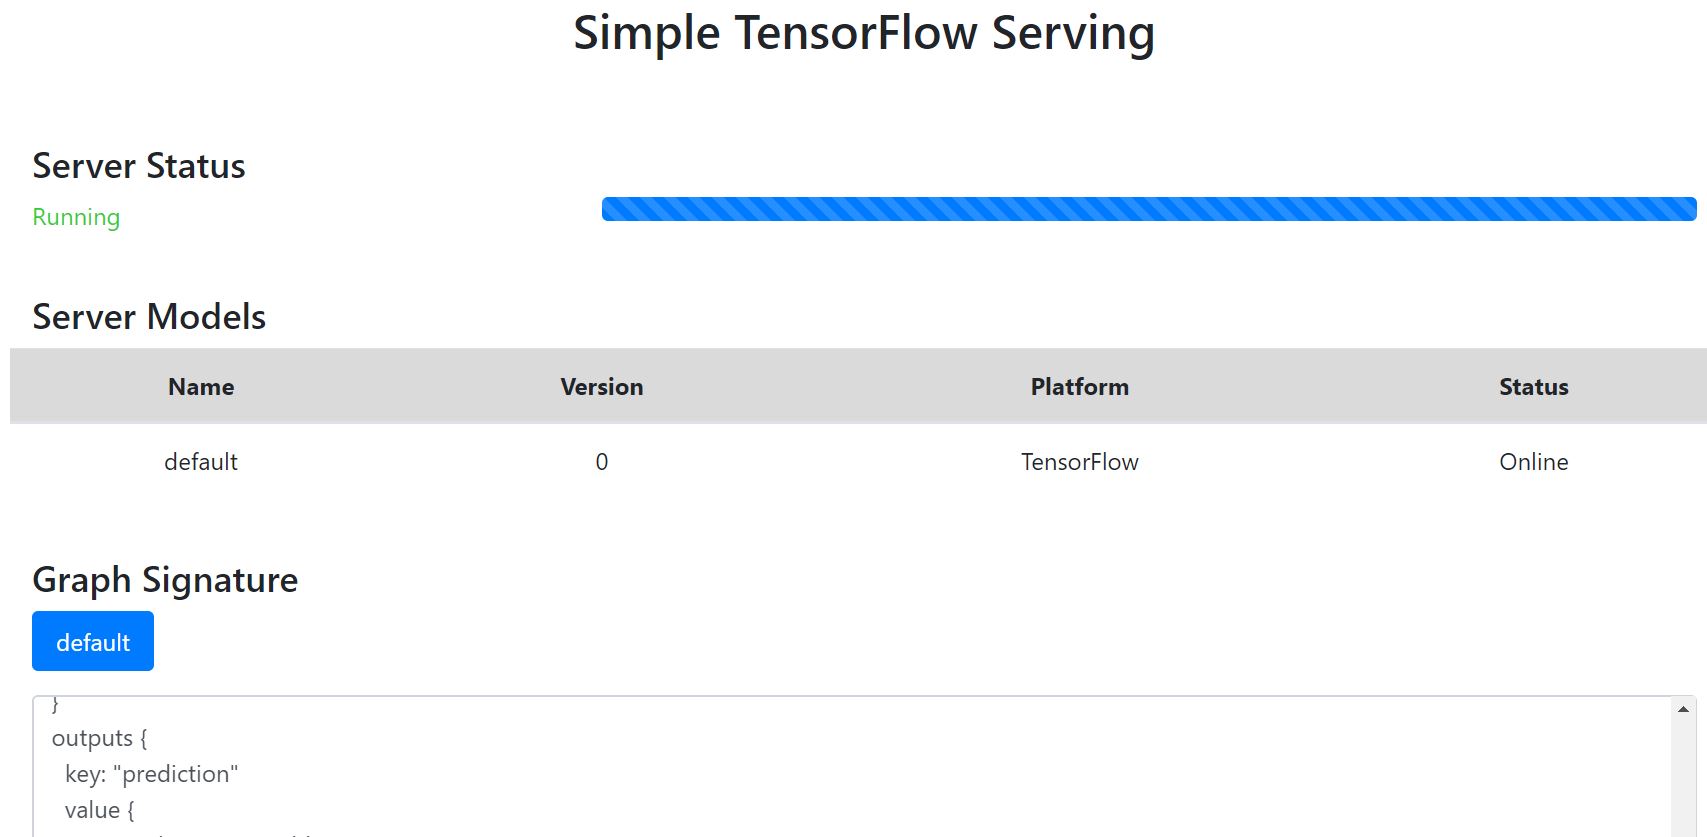 Simple TensorFlow Serving
Server Status
Running
Server Models
Name Version Platform Status
default 0 TensorFlow Online
Graph Signature
default
}
outputs {
key: "prediction"
value {